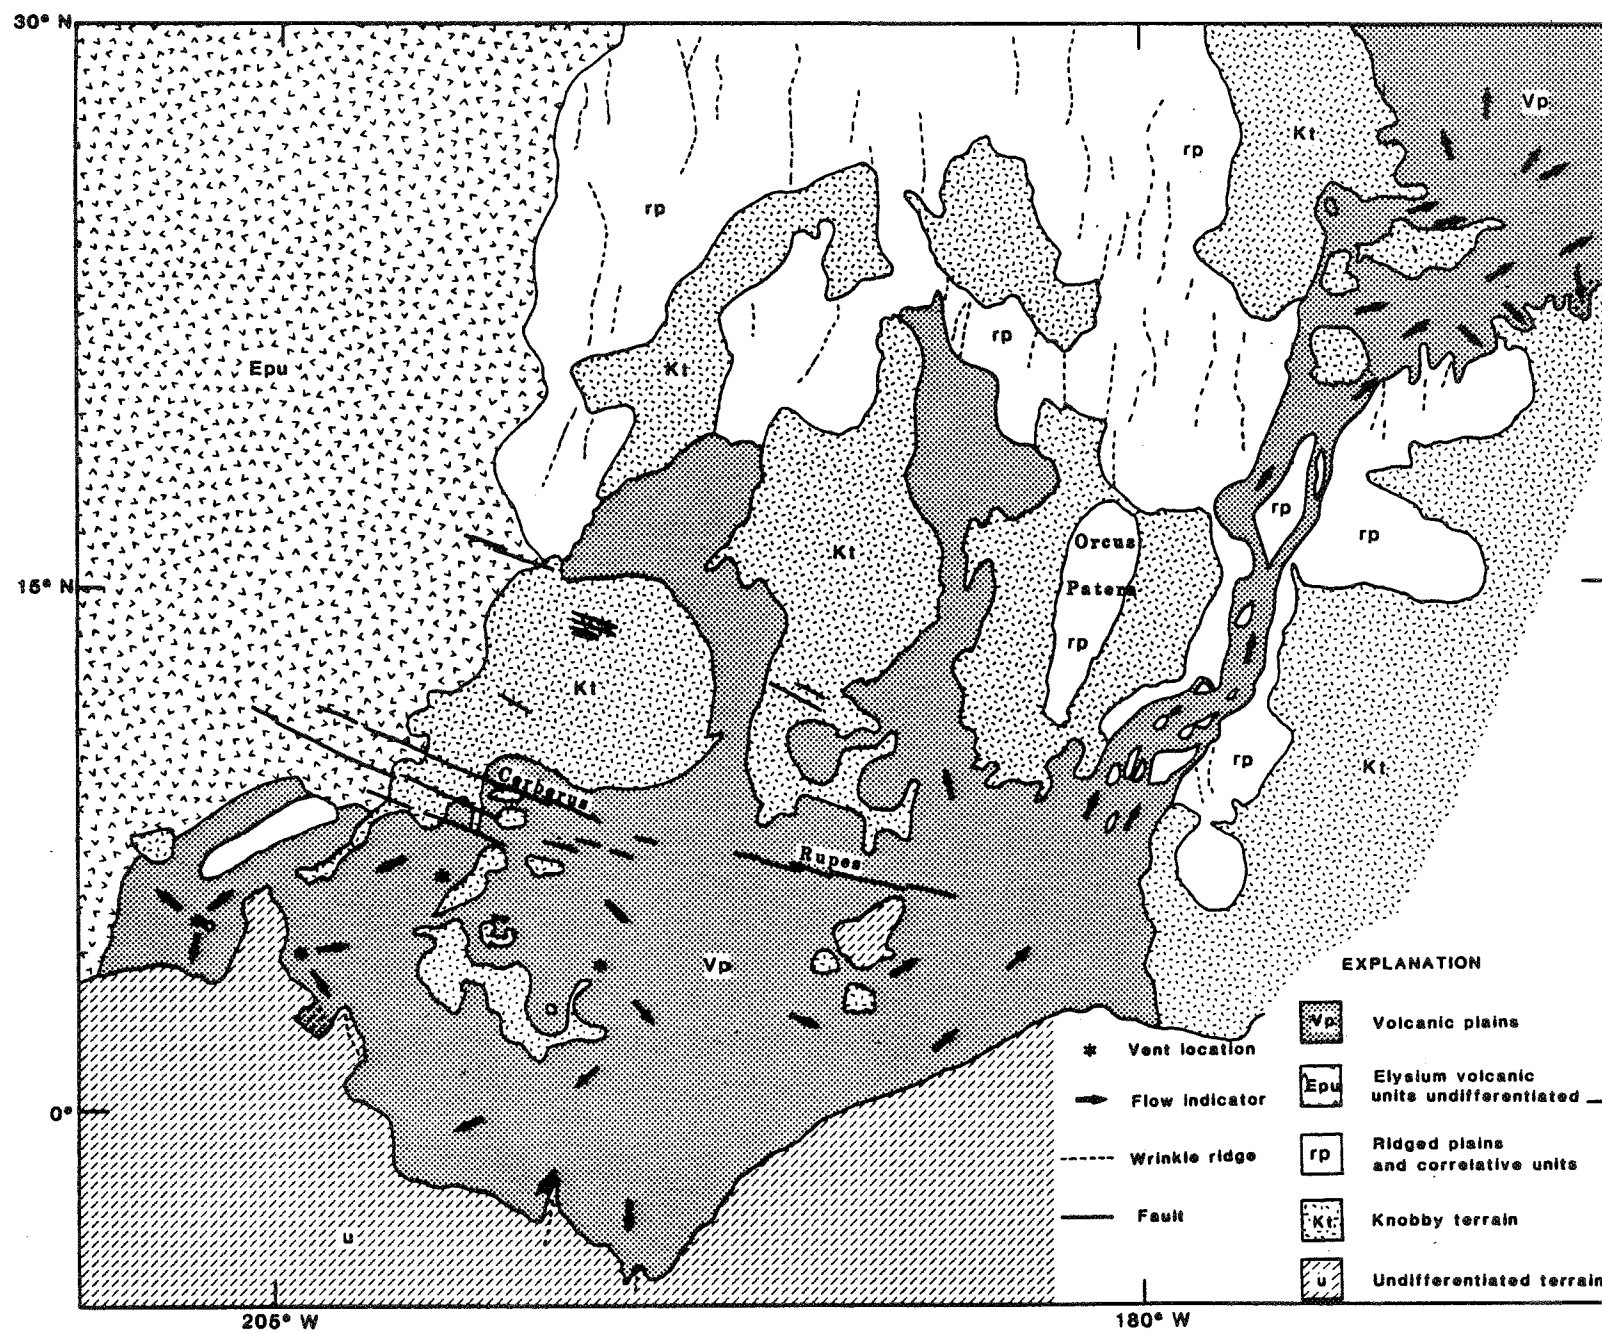 30° N
Vp
Kt
rp
rp
rp
Epu
Kt
rp
rp
Orcus
Kt
15° N
Patera
rp
Kt
rp
Kt
Cerberus
Rupes
Vp
EXPLANATION
Vp Volcanic plains
* Vent location
Epu Elysium volcanic
units undifferentiated
Flow indicator
0°
rp Ridged plains
and correlative units
Wrinkle ridge
Fault
Kt Knobby terrain
u
u Undifferentiated terrain
205° W
180° W